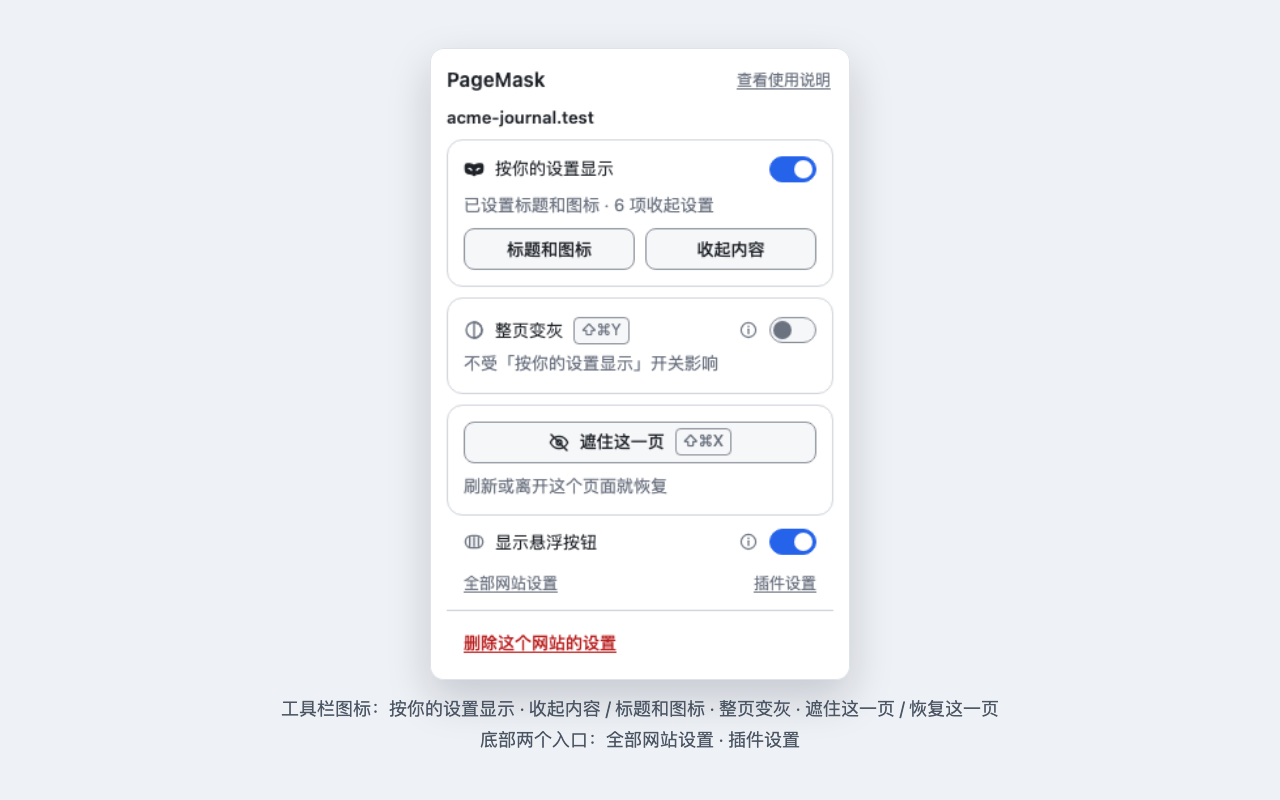 PageMask 查看使用说明
acme-journal.test
按你的设置显示
已设置标题和图标 · 6 项收起设置
标题和图标 收起内容
整页变灰 ⇧⌘Y
不受「按你的设置显示」开关影响
遮住这一页 ⇧⌘X
刷新或离开这个页面就恢复
显示悬浮按钮
全部网站设置 插件设置
删除这个网站的设置
工具栏图标：按你的设置显示 · 收起内容 / 标题和图标 · 整页变灰 · 遮住这一页 / 恢复这一页
底部两个入口：全部网站设置 · 插件设置